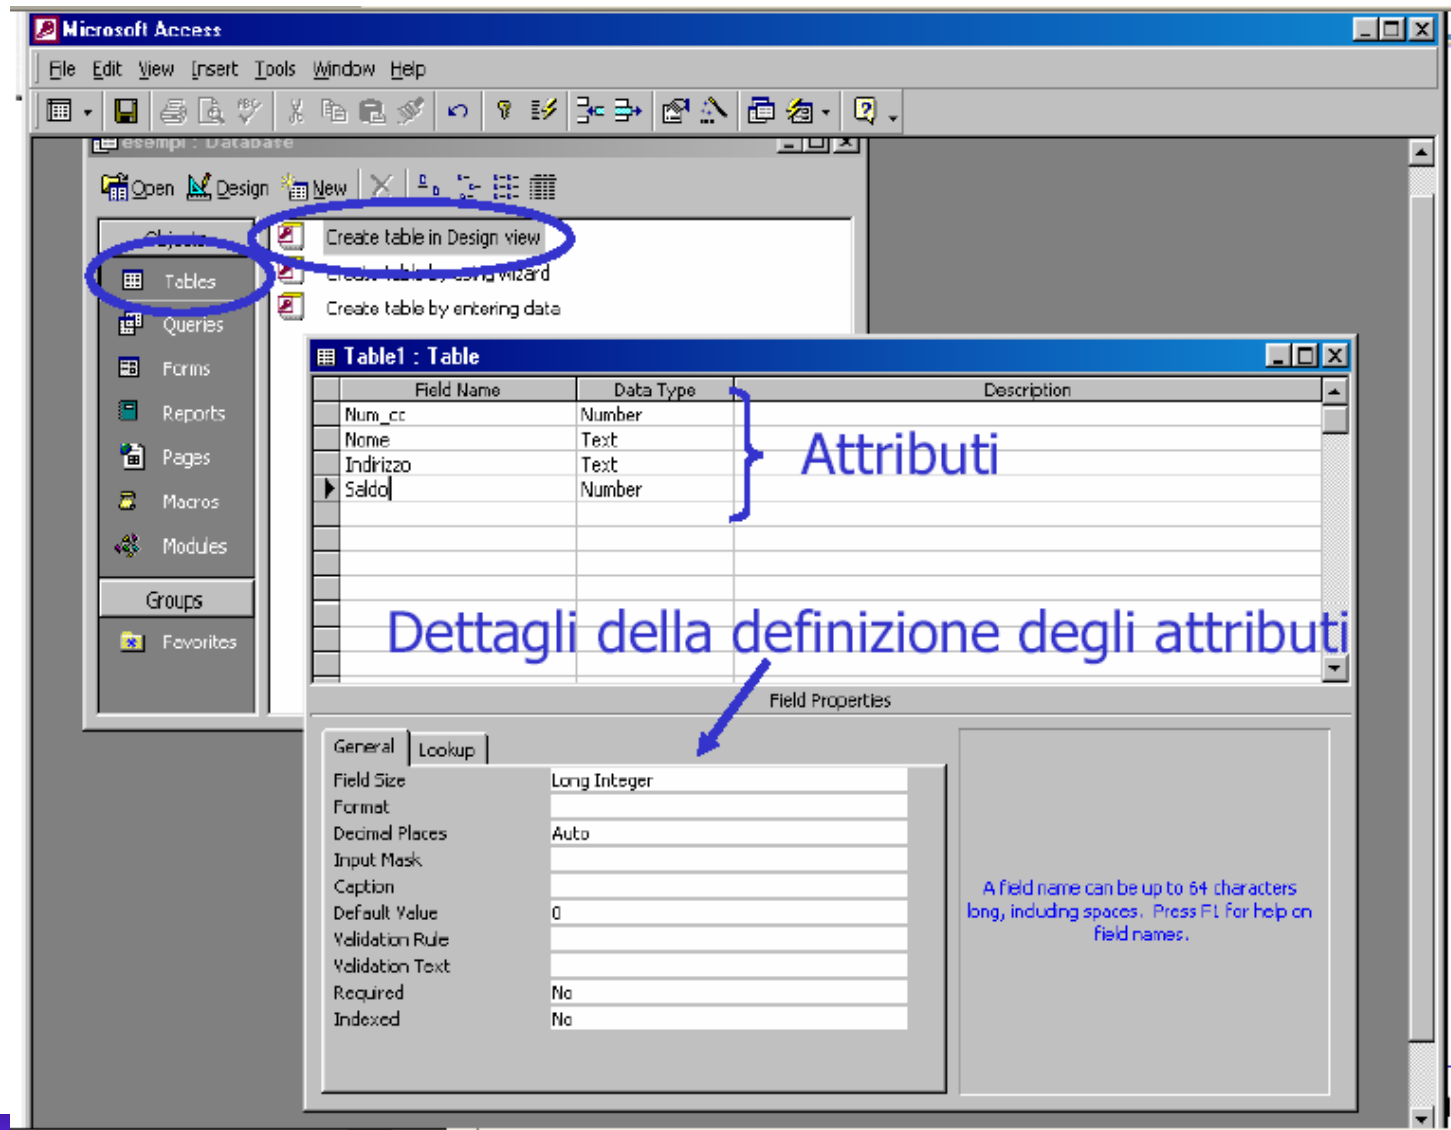 Microsoft Access
File Edit View Insert Tools Window Help
esempi : Database
Open Design New
Objects
Create table in Design view
Tables
Create table by using wizard
Queries
Create table by entering data
Forms
Reports
Pages
Macros
Modules
Groups
Favorites
Table1 : Table
Field Name Data Type Description
Num_cc Number
Nome Text
Indirizzo Text
Saldo Number
Attributi
Dettagli della definizione degli attributi
Field Properties
General Lookup
Field Size Long Integer
Format
Decimal Places Auto
Input Mask
Caption
Default Value 0
Validation Rule
Validation Text
Required No
Indexed No
A field name can be up to 64 characters
long, including spaces. Press F1 for help on
field names.